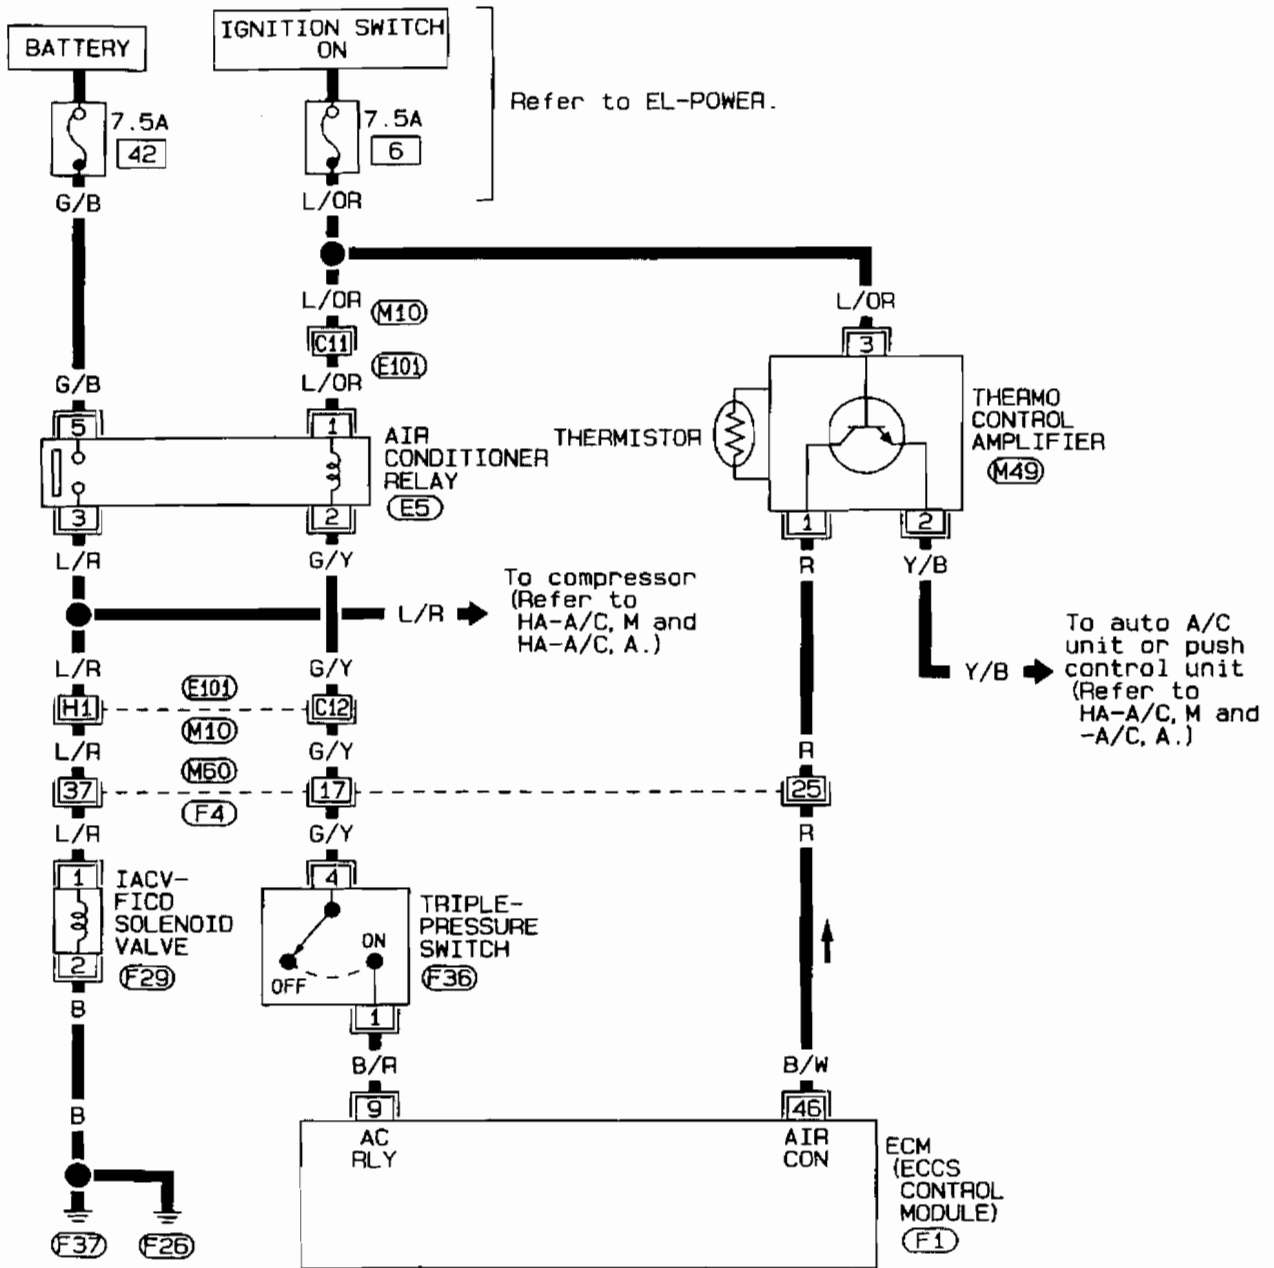 BATTERY
IGNITION SWITCH
ON
Refer to EL-POWER.
7.5A
42
7.5A
6
G/B
L/OR
L/OR
M10
L/OR
C11
3
E101
G/B
L/OR
5
1
AIR
CONDITIONER
RELAY
E5
THERMISTOR
THERMO
CONTROL
AMPLIFIER
M49
3
2
1
2
L/R
G/Y
R
Y/B
L/R
To compressor
(Refer to
HA-A/C, M and
HA-A/C, A.)
Y/B
To auto A/C
unit or push
control unit
(Refer to
HA-A/C, M and
-A/C, A.)
L/R
G/Y
E101
H1
C12
M10
L/R
G/Y
R
M60
37
17
25
F4
L/R
G/Y
R
1
IACV-
FICD
SOLENOID
VALVE
F29
2
4
TRIPLE-
PRESSURE
SWITCH
F36
ON
OFF
1
B
B/R
B/W
B
9
46
AC
RLY
AIR
CON
ECM
(ECCS
CONTROL
MODULE)
F1
F37
F26